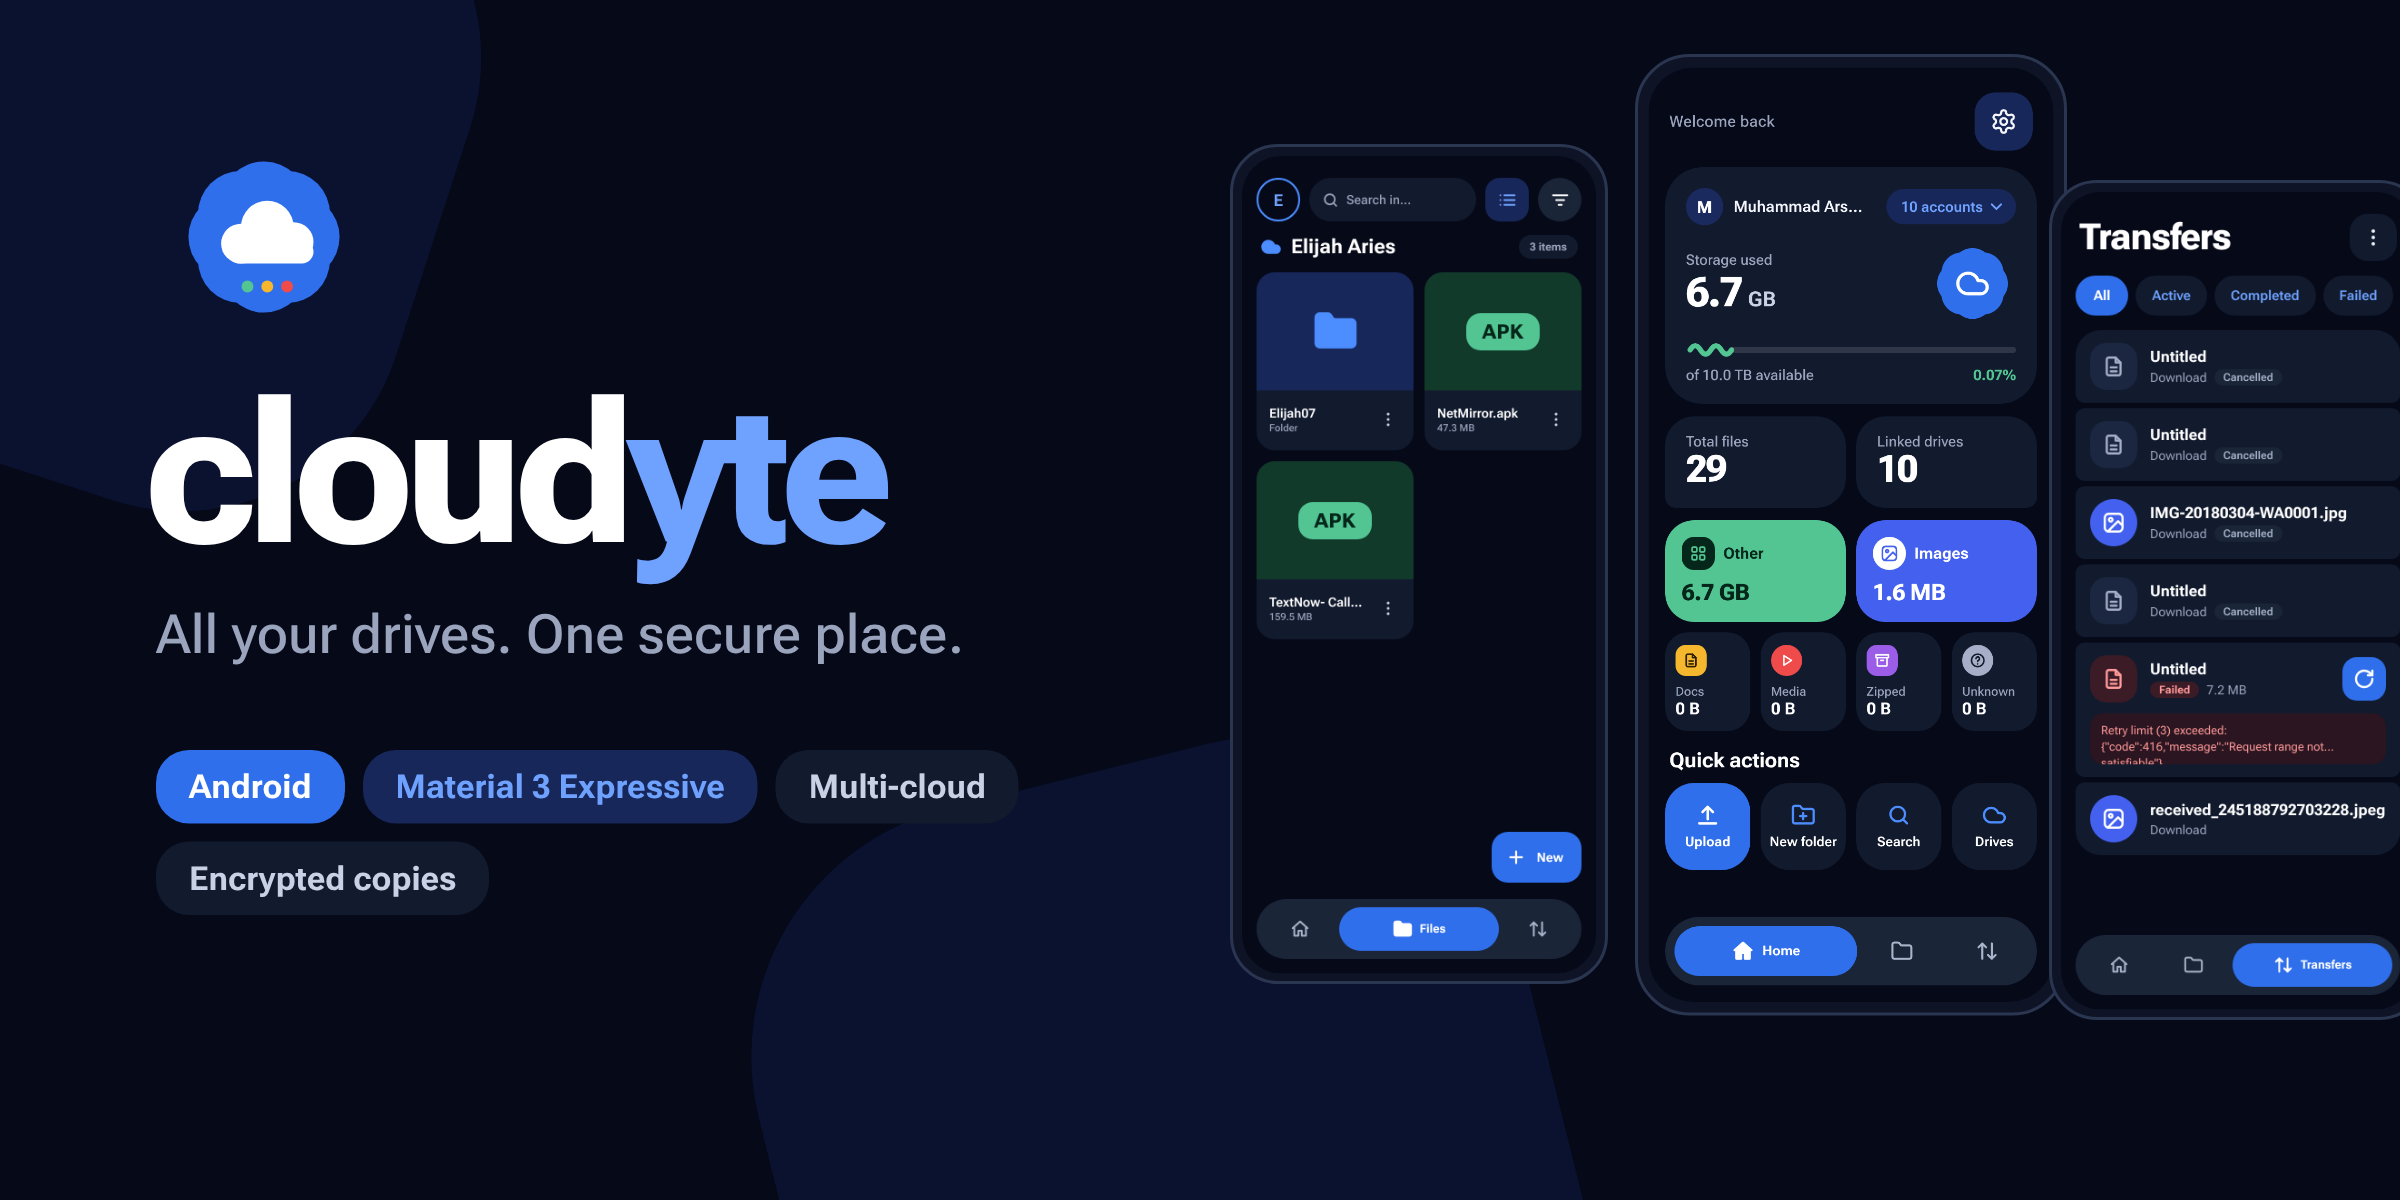 cloudyte
All your drives. One secure place.
Android
Material 3 Expressive
Multi-cloud
Encrypted copies
E
Search in...
Elijah Aries
3 items
Elijah07
Folder
APK
NetMirror.apk
47.3 MB
APK
TextNow- Call...
159.5 MB
New
Files
Welcome back
M
Muhammad Ars...
10 accounts
Storage used
6.7 GB
of 10.0 TB available
0.07%
Total files
29
Linked drives
10
Other
6.7 GB
Images
1.6 MB
Docs
0 B
Media
0 B
Zipped
0 B
Unknown
0 B
Quick actions
Upload
New folder
Search
Drives
Home
Transfers
All
Active
Completed
Failed
Untitled
Download Cancelled
Untitled
Download Cancelled
IMG-20180304-WA0001.jpg
Download Cancelled
Untitled
Download Cancelled
Untitled
Failed 7.2 MB
Retry limit (3) exceeded:
{"code":416,"message":"Request range not...
satisfiable"}
received_245188792703228.jpeg
Download
Transfers